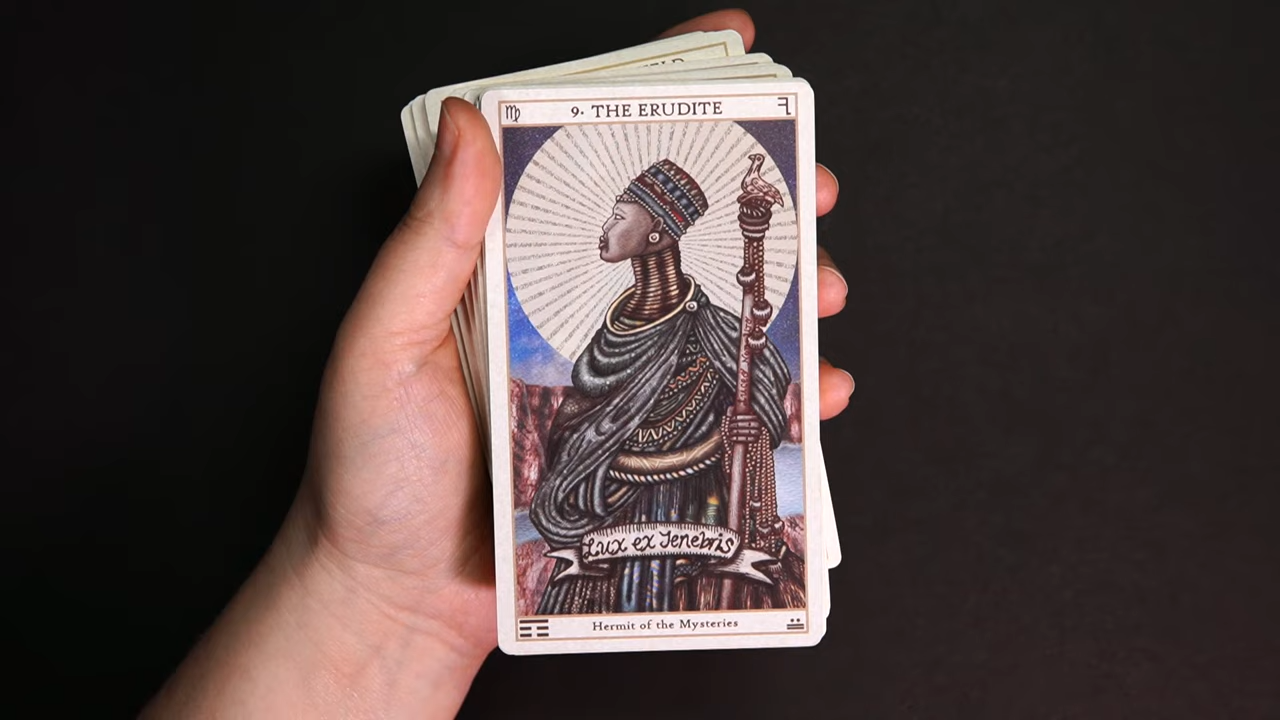 ♍ 9. THE ERUDITE
Lux ex Tenebris
Hermit of the Mysteries